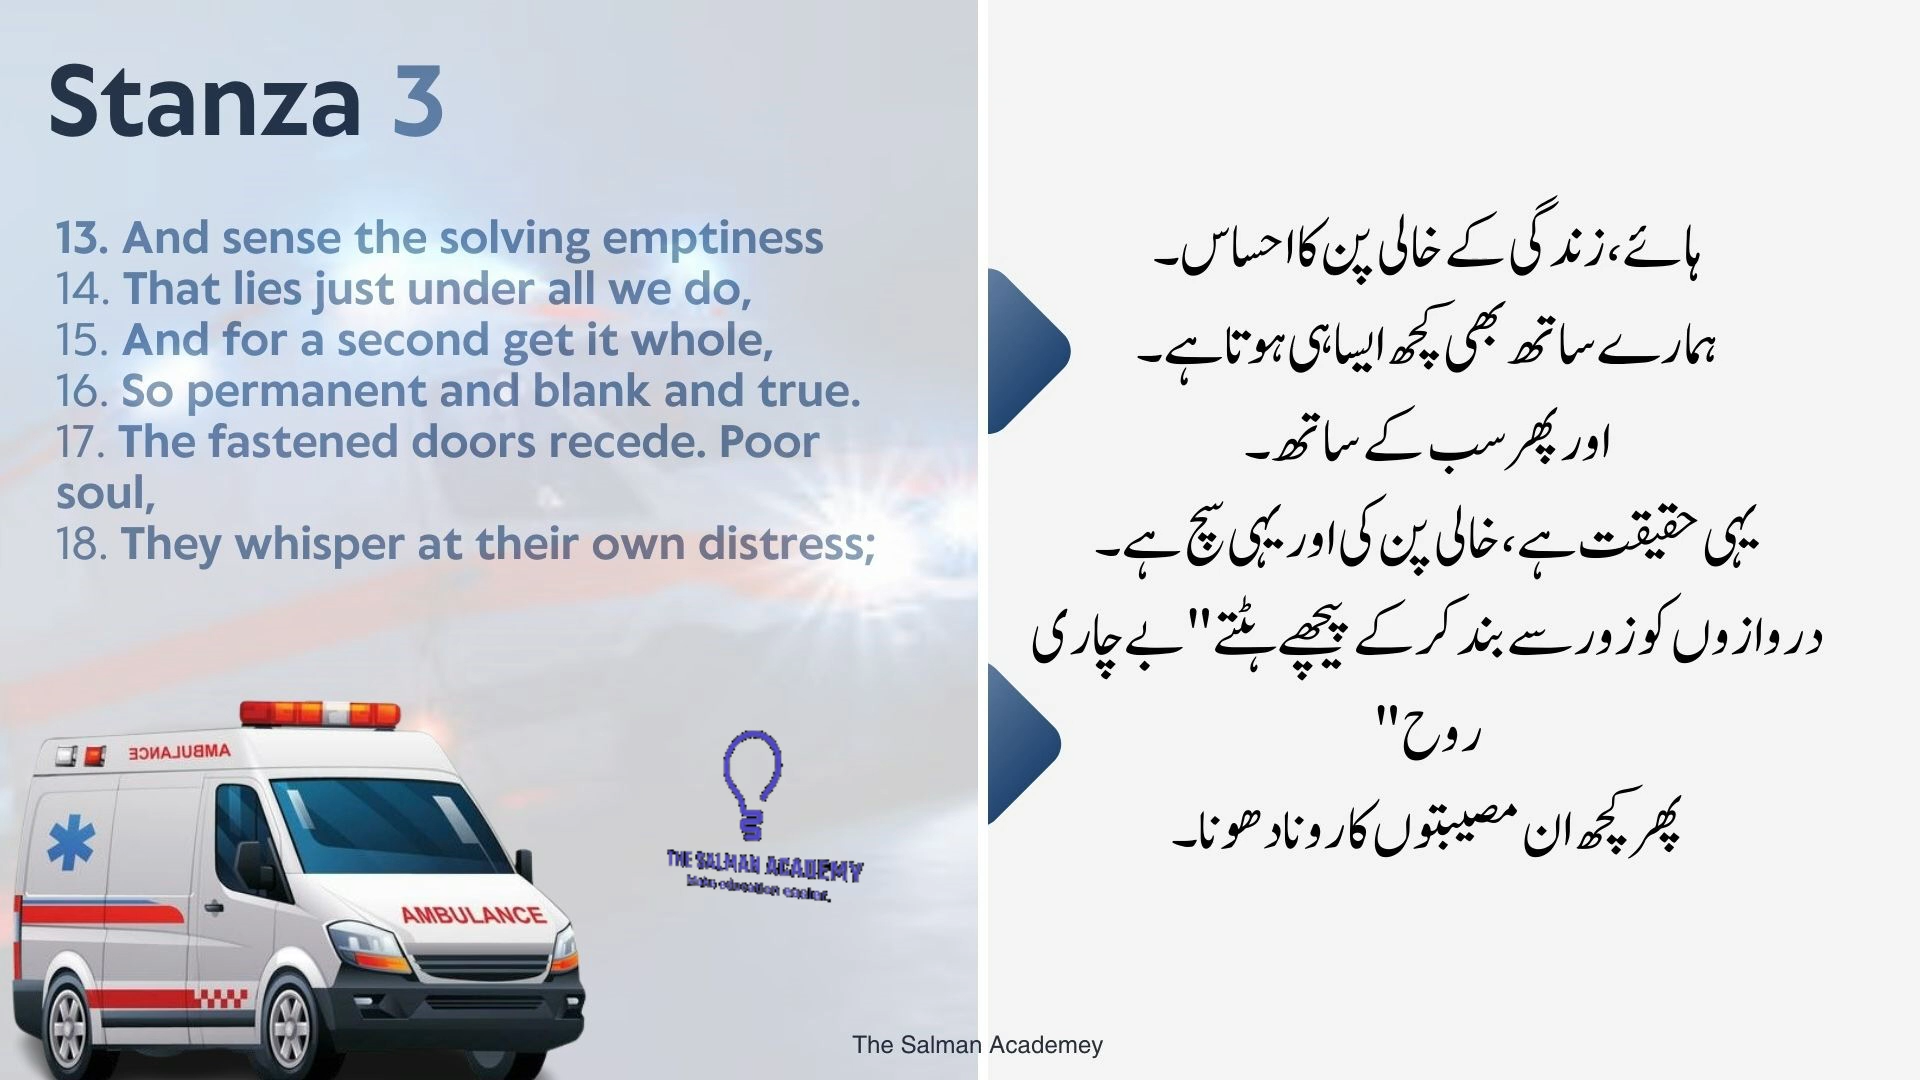 Stanza 3
13. And sense the solving emptiness
14. That lies just under all we do,
15. And for a second get it whole,
16. So permanent and blank and true.
17. The fastened doors recede. Poor
soul,
18. They whisper at their own distress;
ہائے، زندگی کے خالی پن کا احساس۔
ہمارے ساتھ بھی کچھ ایسا ہی ہوتا ہے۔
اور پھر سب کے ساتھ۔
یہی حقیقت ہے، خالی پن کی اور یہی سچ ہے۔
دروازوں کو زور سے بند کر کے پیچھے ہٹتے "بے چاری
روح"
پھر کچھ ان مصیبتوں کا رونا دھونا۔
AMBULANCE
AMBULANCE
THE SALMAN ACADEMY
The Salman Academey